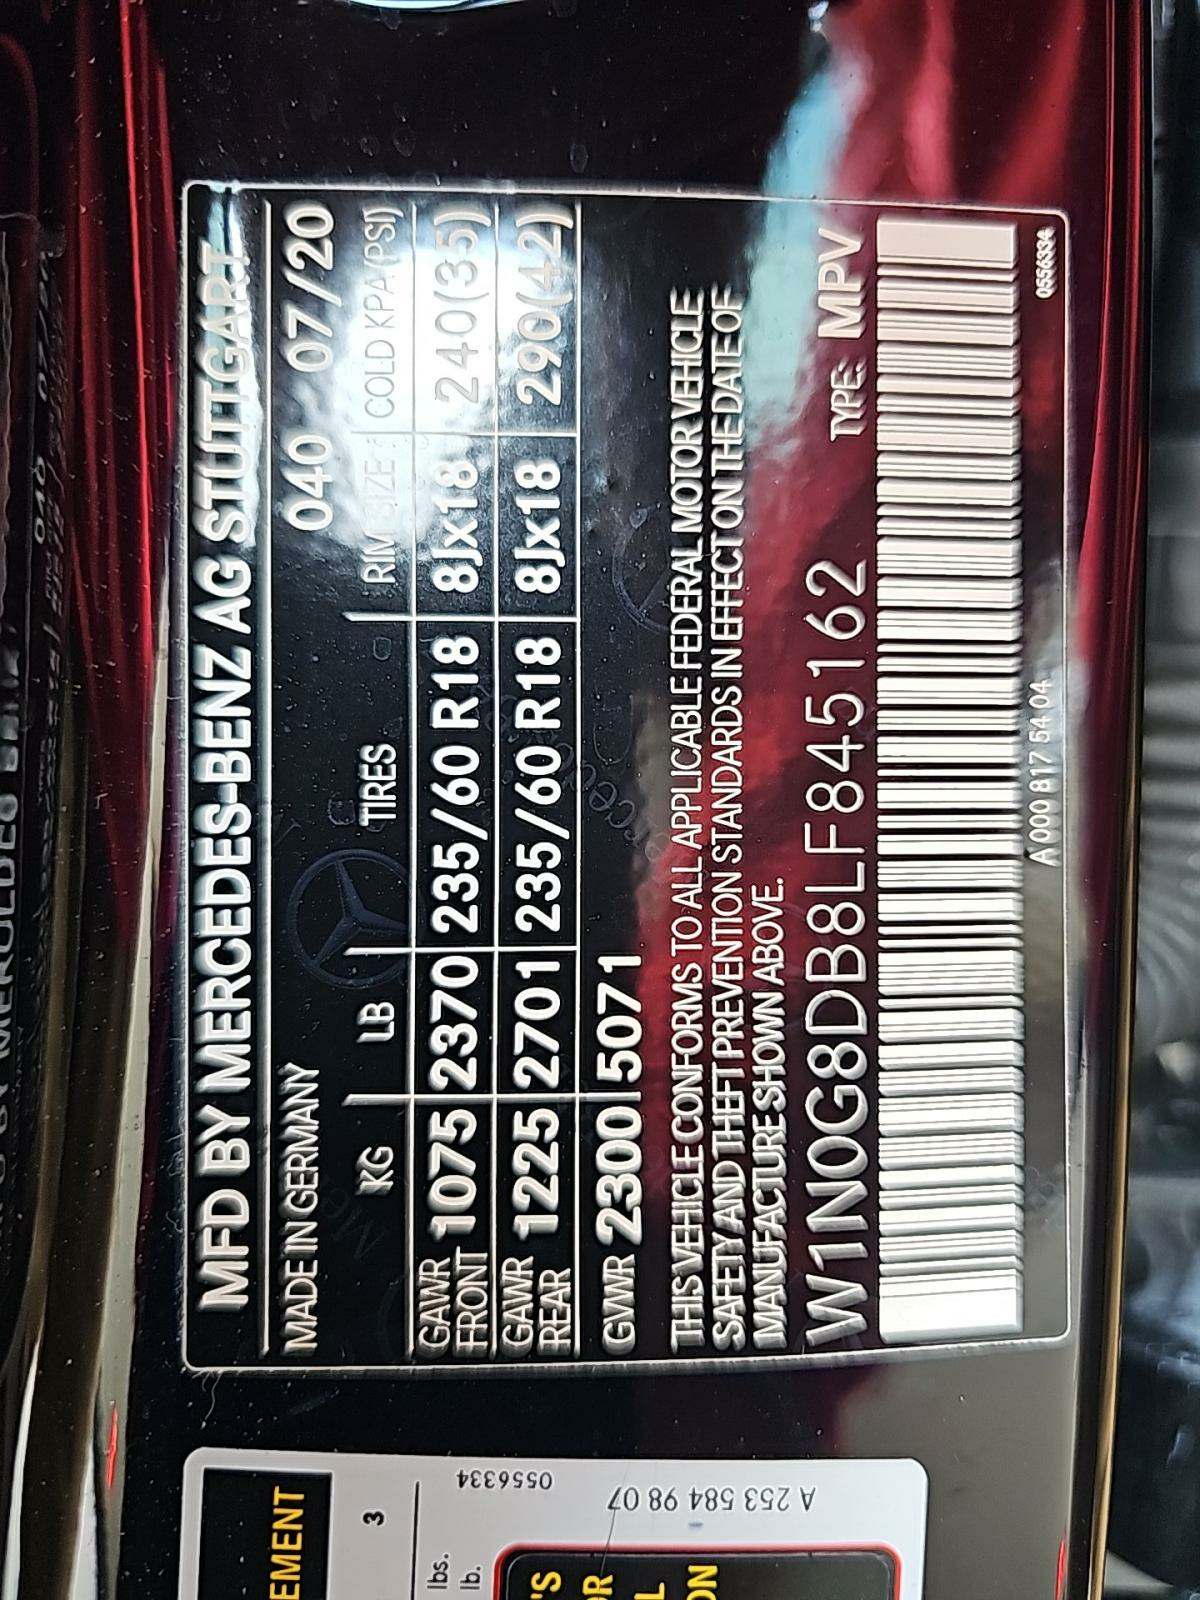 MFD BY MERCEDES-BENZ AG STUTTGART
MADE IN GERMANY 040 07/20
KG LB TIRES RIM SIZE COLD KPA (PSI)
GAWR FRONT 1075 2370 235/60 R18 8Jx18 240(35)
GAWR REAR 1225 2701 235/60 R18 8Jx18 290(42)
GVWR 2300 5071
THIS VEHICLE CONFORMS TO ALL APPLICABLE FEDERAL MOTOR VEHICLE
SAFETY AND THEFT PREVENTION STANDARDS IN EFFECT ON THE DATE OF
MANUFACTURE SHOWN ABOVE.
W1N0G8DB8LF845162 TYPE: MPV
A 000 817 54 04 0556334
EMENT
3
lbs.
lb.
0556334
A 253 584 98 07
'S
OR
L
ON